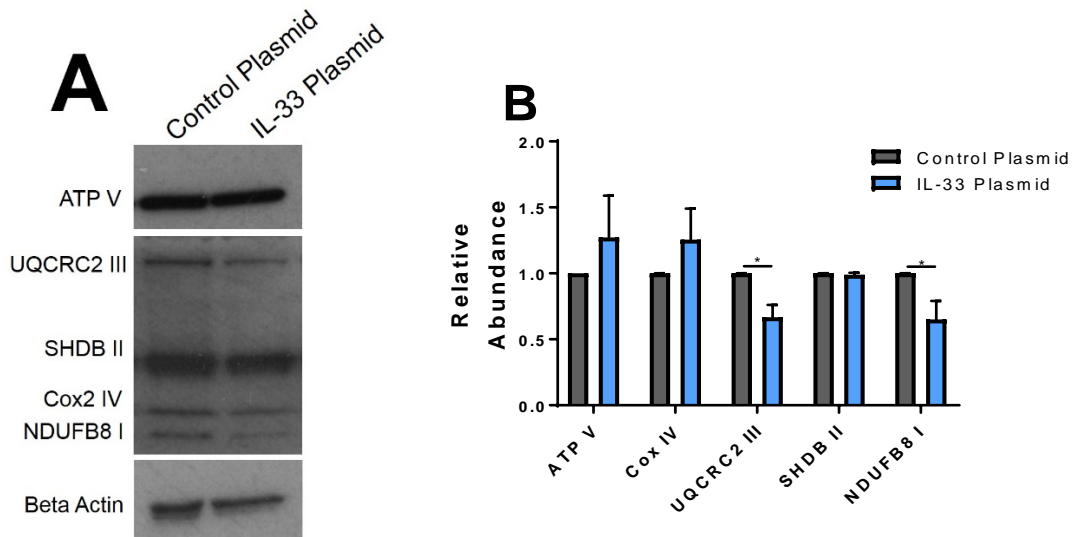 A
Control Plasmid
IL-33 Plasmid
ATP V
UQCRC2 III
SHDB II
Cox2 IV
NDUFB8 I
Beta Actin
B
Control Plasmid
IL-33 Plasmid
Relative
Abundance
2.0
1.5
1.0
0.5
0.0
*
*
ATP V
Cox IV
UQCRC2 III
SHDB II
NDUFB8 I